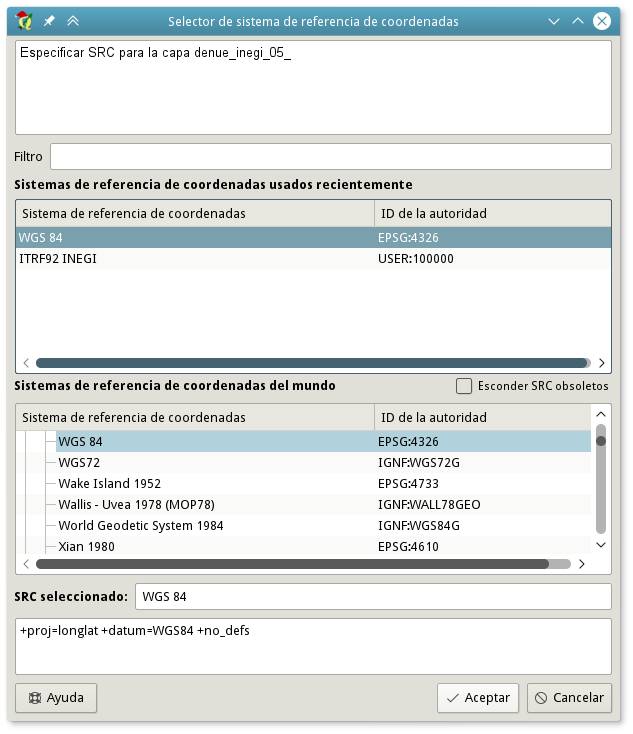 Selector de sistema de referencia de coordenadas
Especificar SRC para la capa denue_inegi_05_
Filtro
Sistemas de referencia de coordenadas usados recientemente
Sistema de referencia de coordenadas ID de la autoridad
WGS 84 EPSG:4326
ITRF92 INEGI USER:100000
Sistemas de referencia de coordenadas del mundo Esconder SRC obsoletos
Sistema de referencia de coordenadas ID de la autoridad
WGS 84 EPSG:4326
WGS72 IGNF:WGS72G
Wake Island 1952 EPSG:4733
Wallis - Uvea 1978 (MOP78) IGNF:WALL78GEO
World Geodetic System 1984 IGNF:WGS84G
Xian 1980 EPSG:4610
SRC seleccionado: WGS 84
+proj=longlat +datum=WGS84 +no_defs
Ayuda Aceptar Cancelar